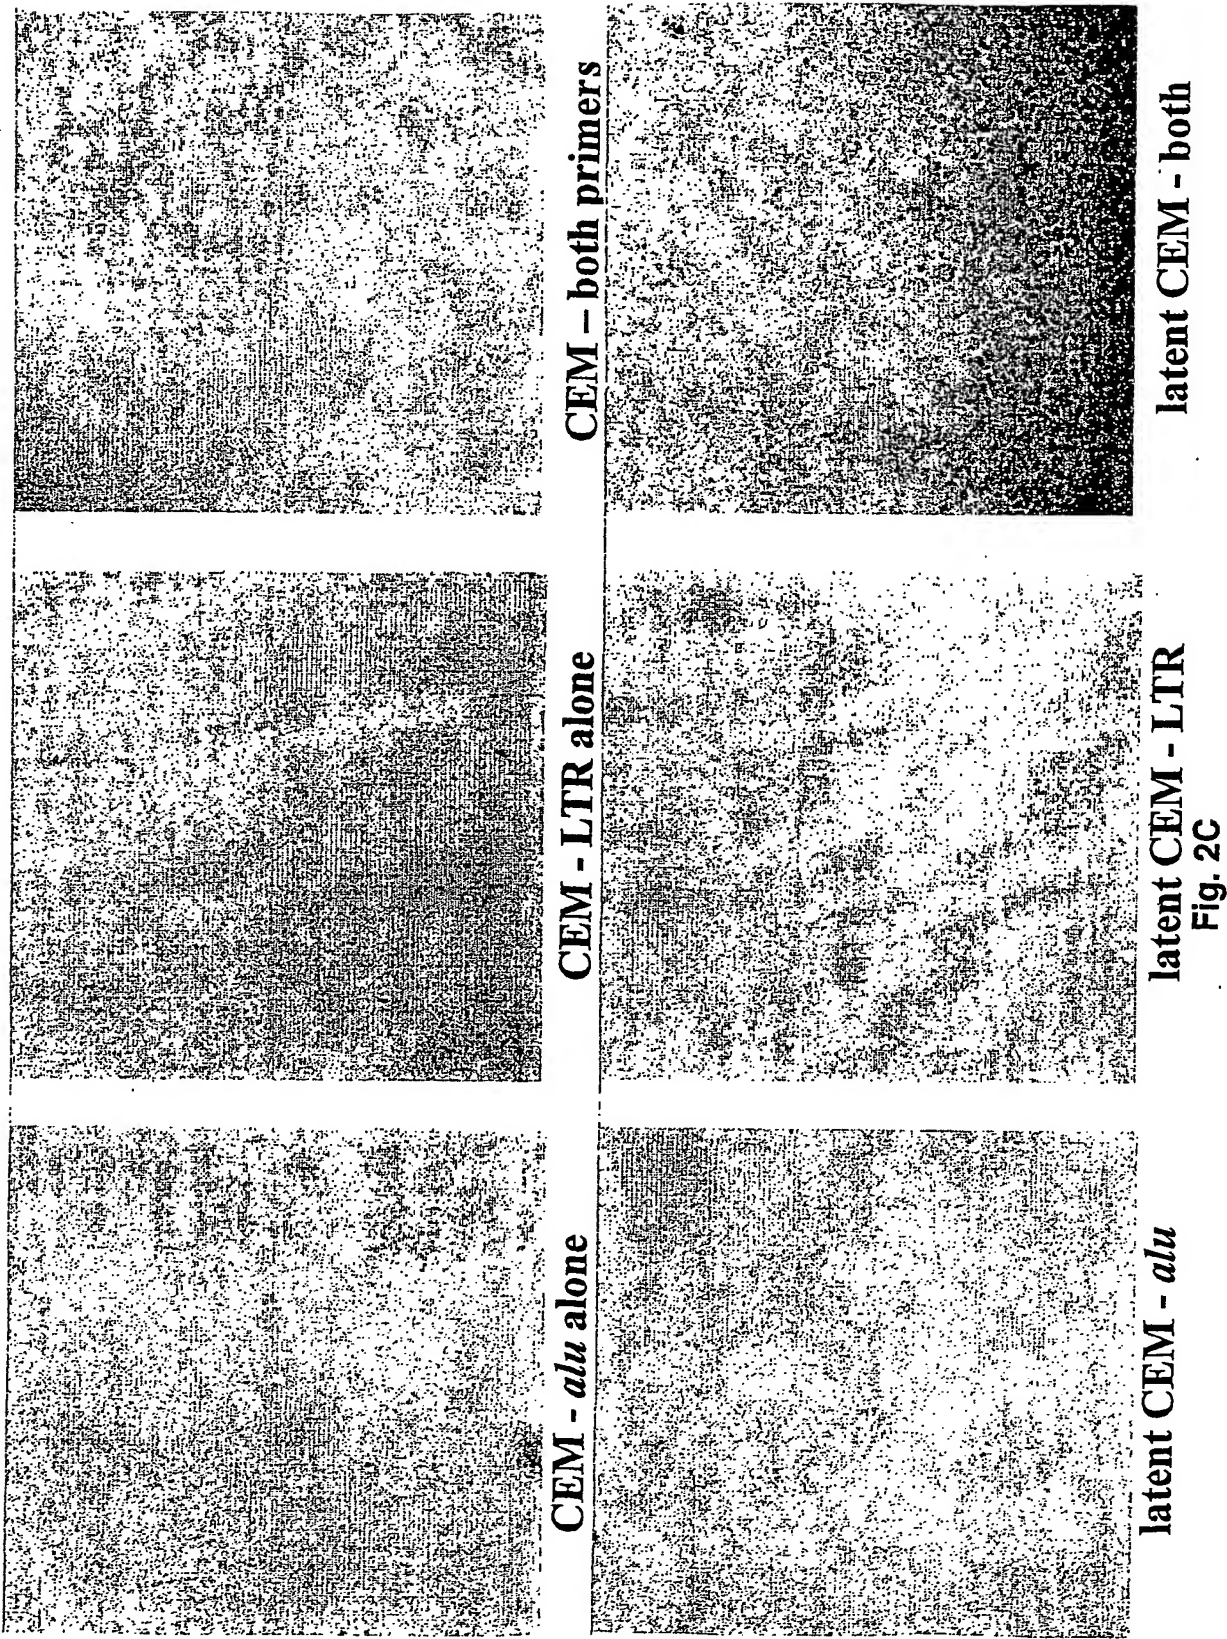 CEM - alu alone
CEM - LTR alone
CEM – both primers
latent CEM - alu
latent CEM - LTR
latent CEM - both
Fig. 2C